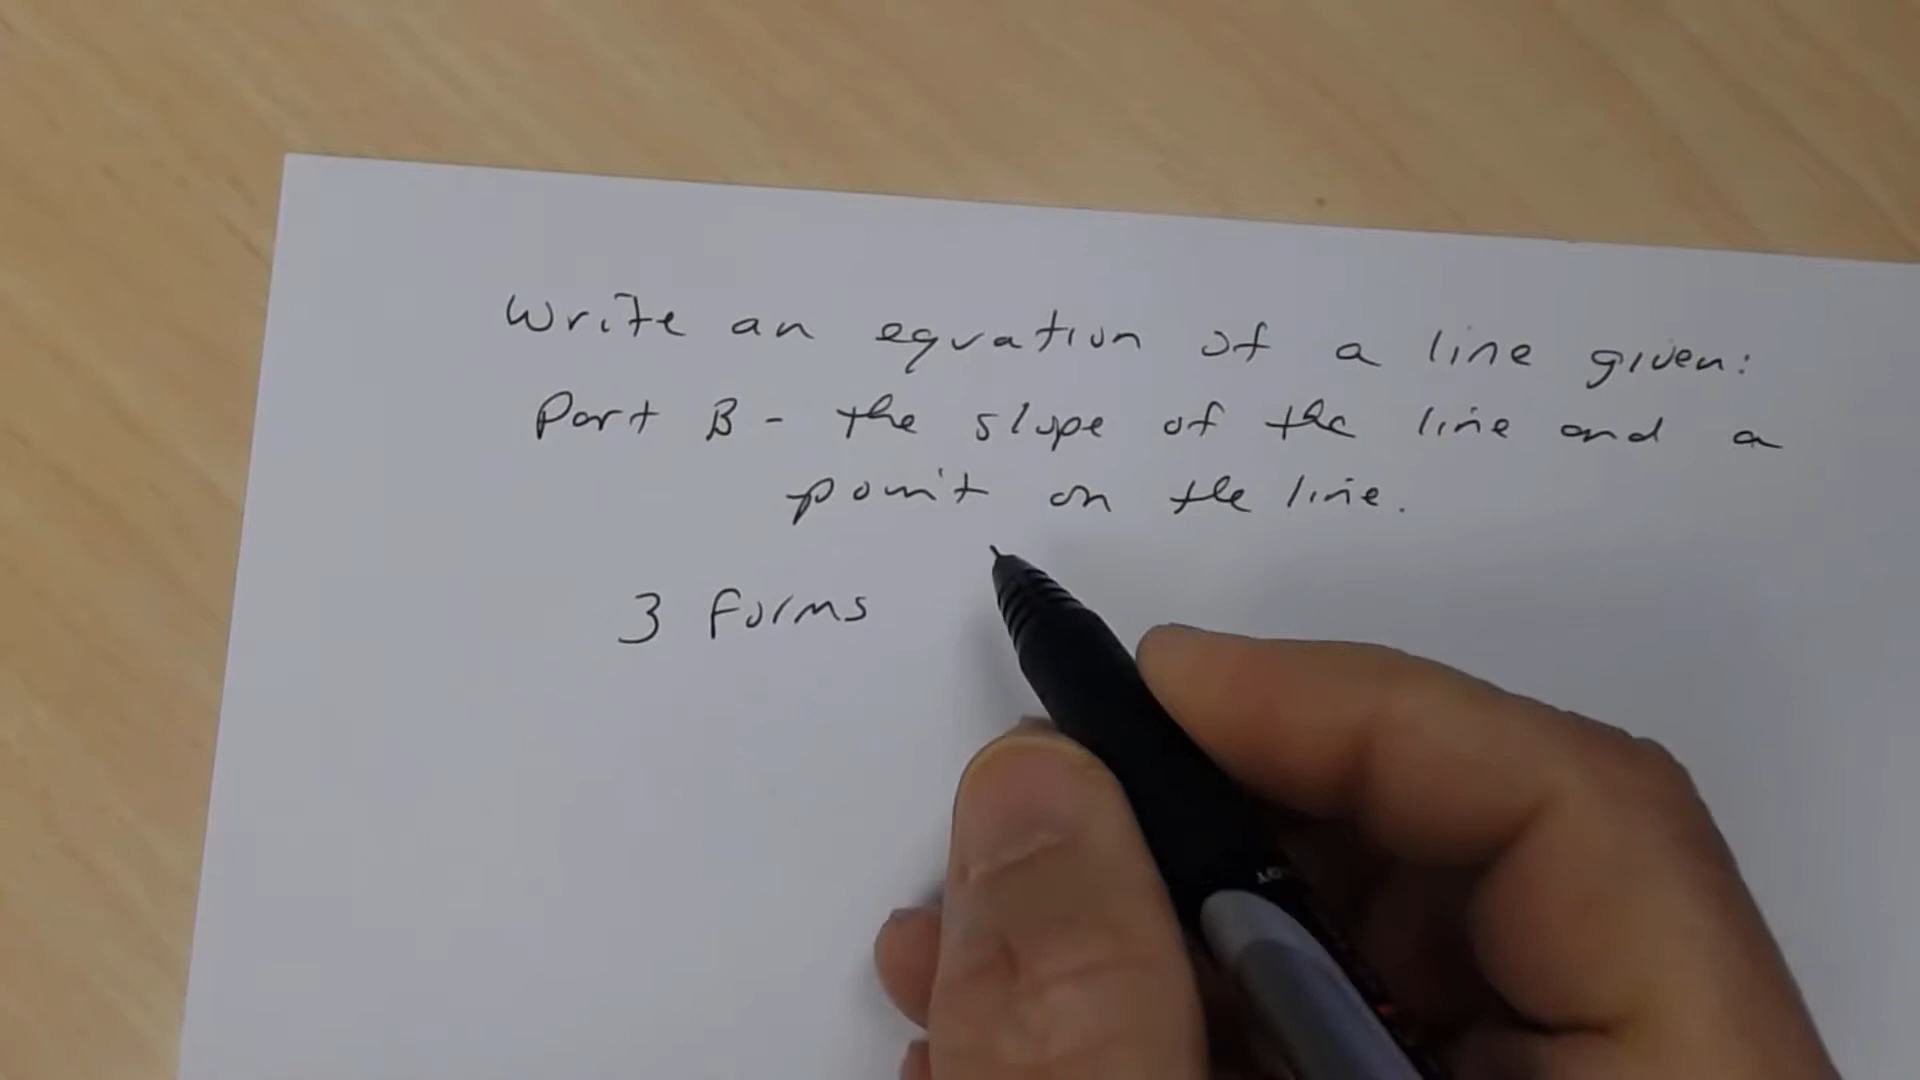 Write an equation of a line given:
Part B - the slope of the line and a
point on the line.
3 forms